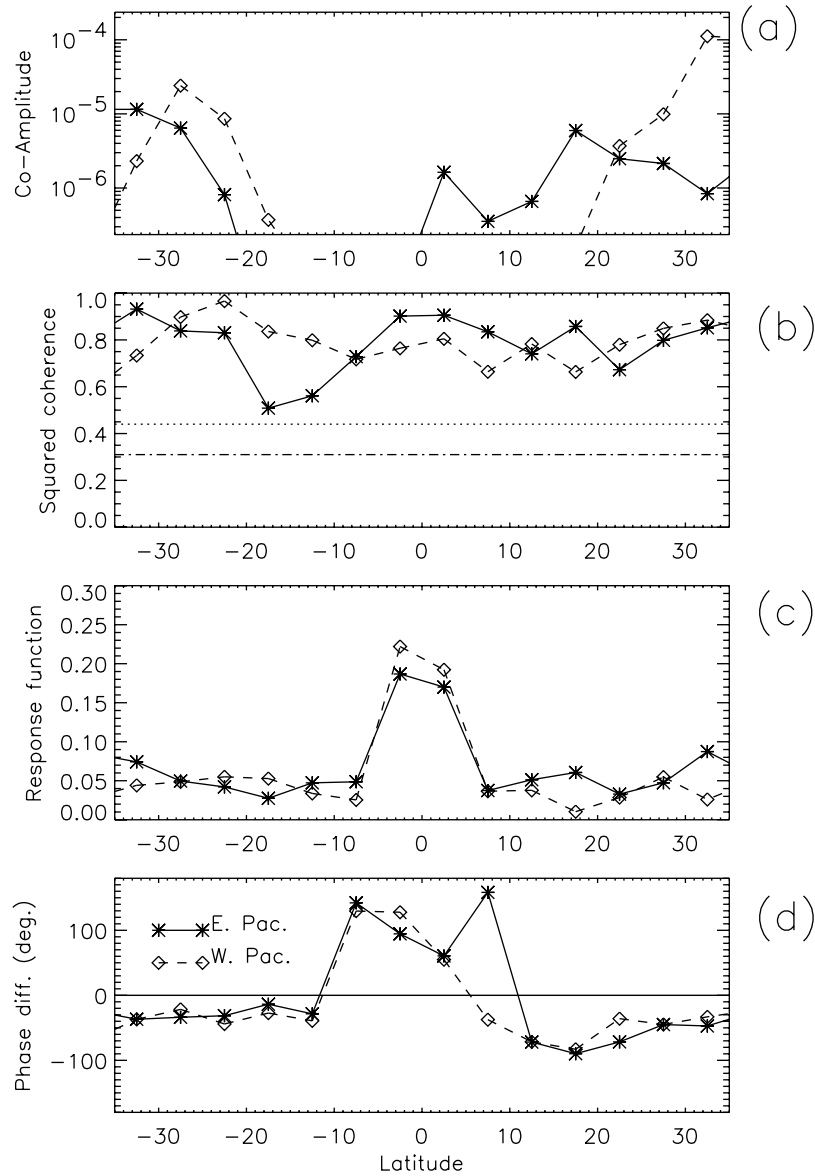 (a)
Co-Amplitude
10⁻⁴
10⁻⁵
10⁻⁶
-30 -20 -10 0 10 20 30
(b)
Squared coherence
1.0
0.8
0.6
0.4
0.2
0.0
-30 -20 -10 0 10 20 30
(c)
Response function
0.30
0.25
0.20
0.15
0.10
0.05
0.00
-30 -20 -10 0 10 20 30
(d)
Phase diff. (deg.)
100
0
-100
E. Pac.
W. Pac.
-30 -20 -10 0 10 20 30
Latitude